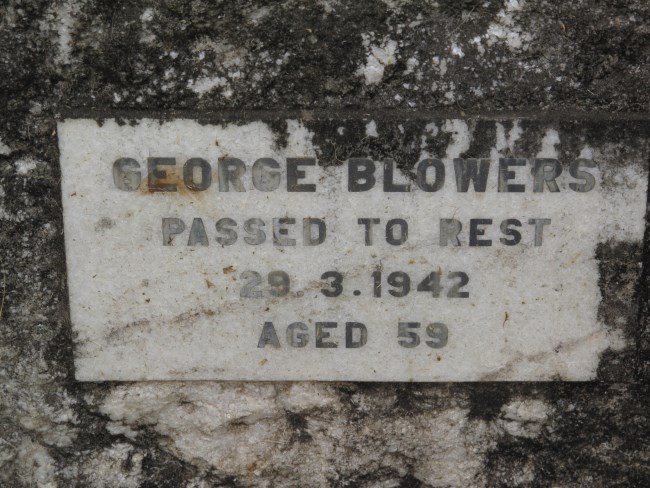 GEORGE BLOWERS
PASSED TO REST
29.3.1942
AGED 59